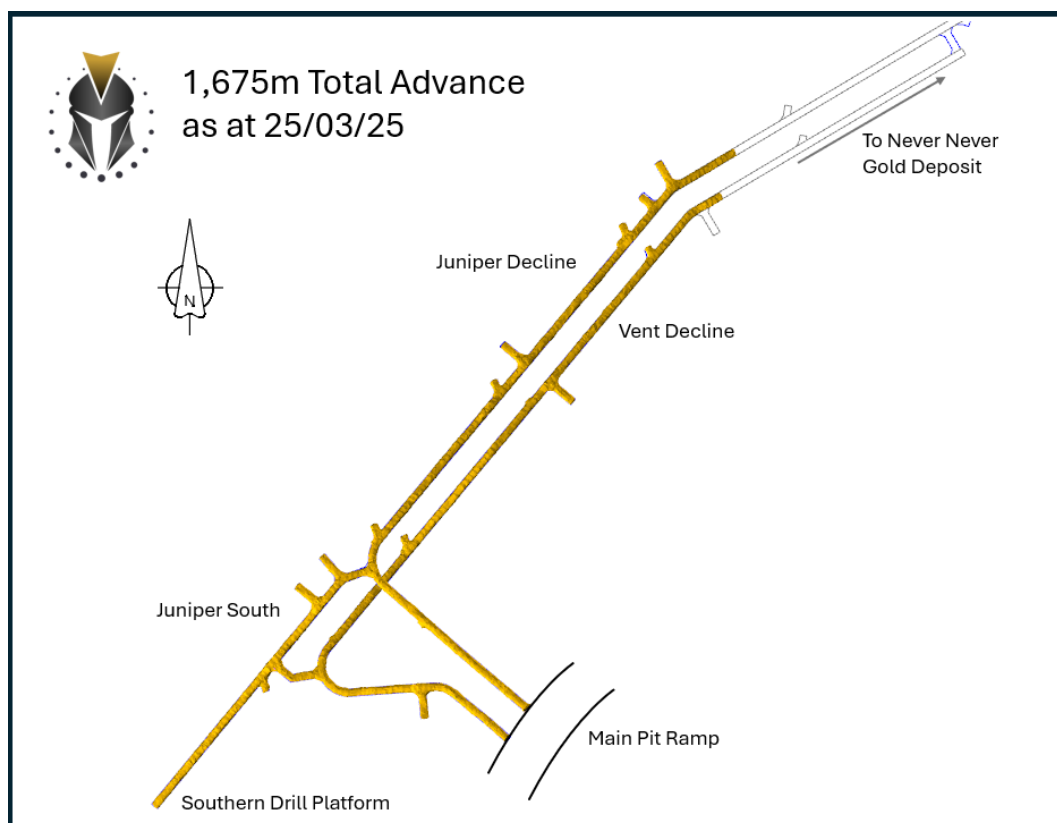 1,675m Total Advance
as at 25/03/25
To Never Never
Gold Deposit
Juniper Decline
N
Vent Decline
Juniper South
Main Pit Ramp
Southern Drill Platform